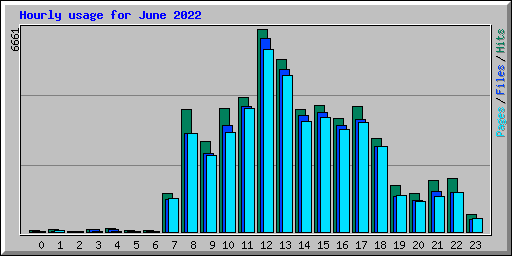 Hourly usage for June 2022
6661
Pages / Files / Hits
0 1 2 3 4 5 6 7 8 9 10 11 12 13 14 15 16 17 18 19 20 21 22 23